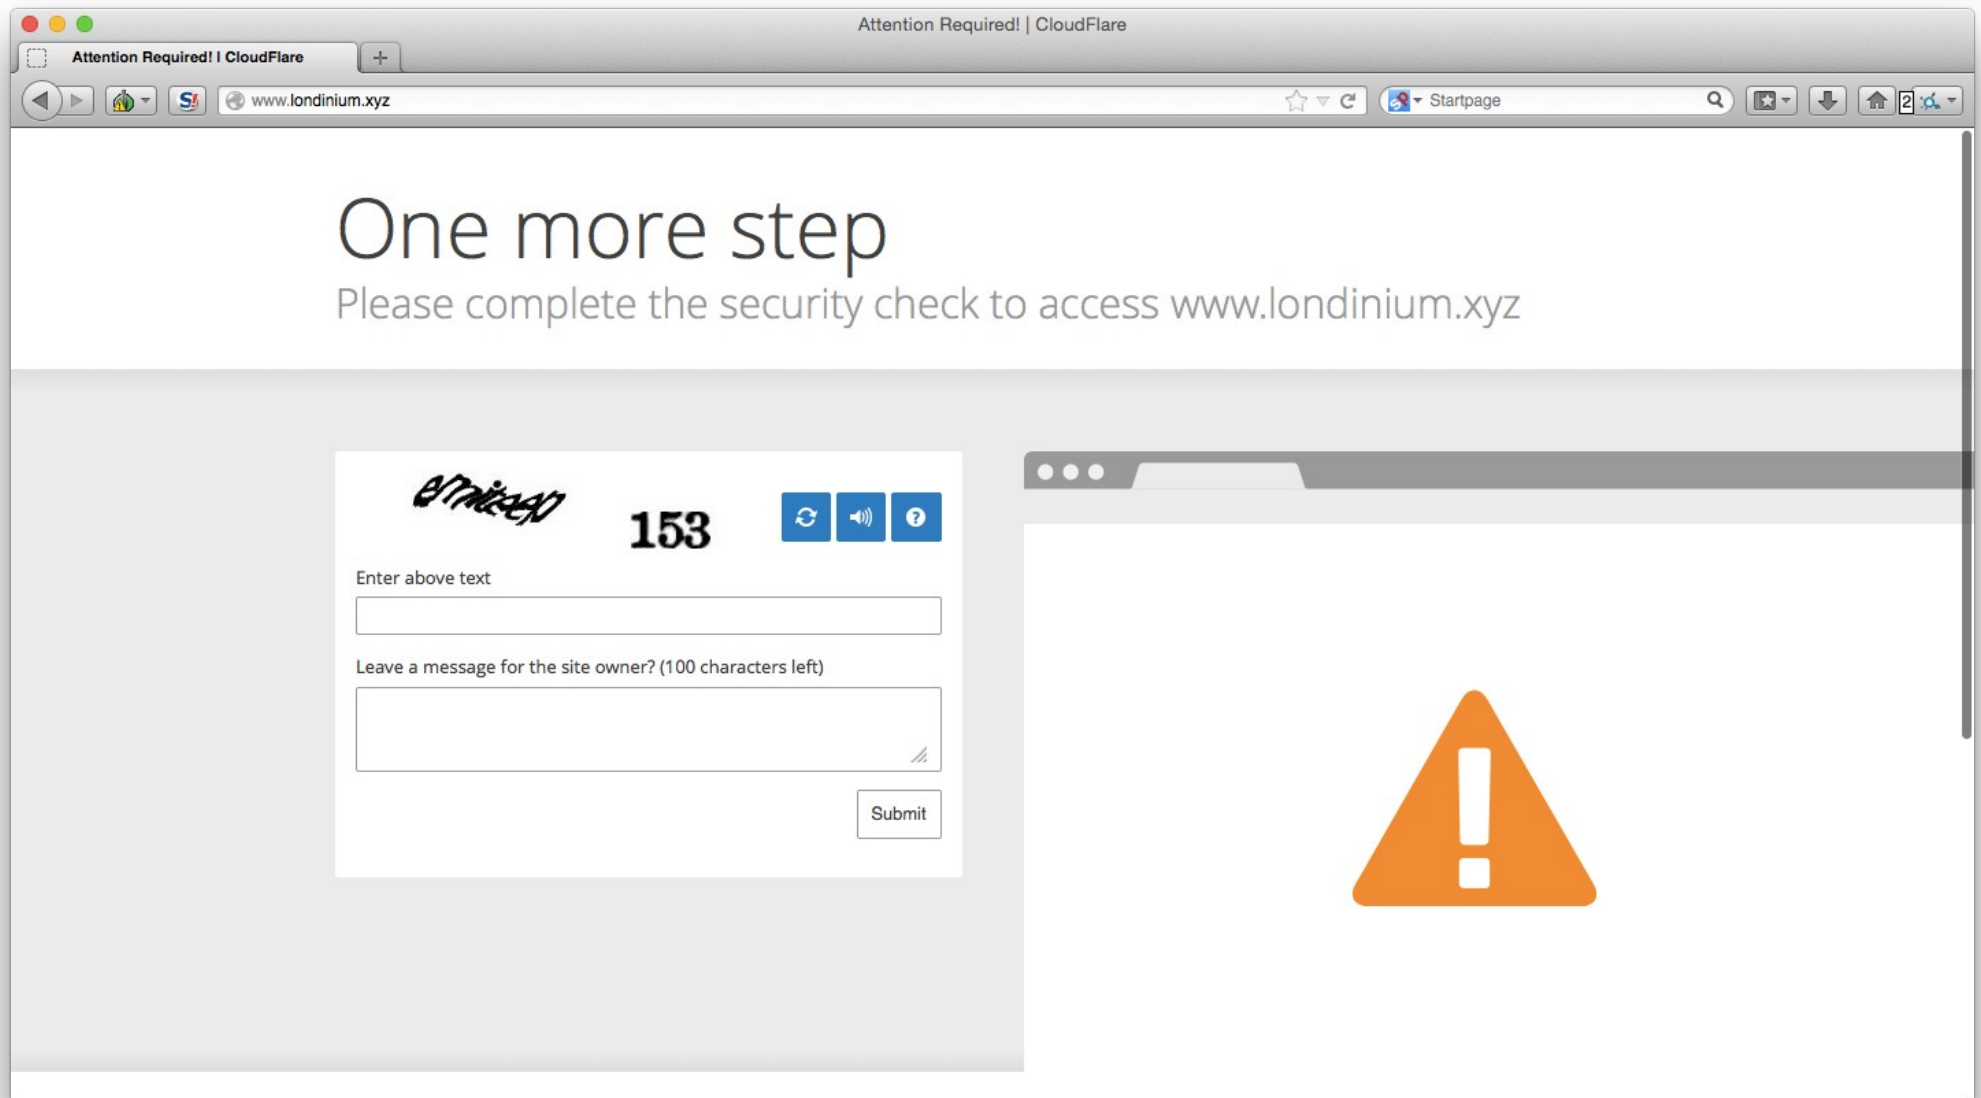 Attention Required! | CloudFlare
Attention Required! | CloudFlare
www.londinium.xyz
Startpage
2
One more step
Please complete the security check to access www.londinium.xyz
153
Enter above text
Leave a message for the site owner? (100 characters left)
Submit